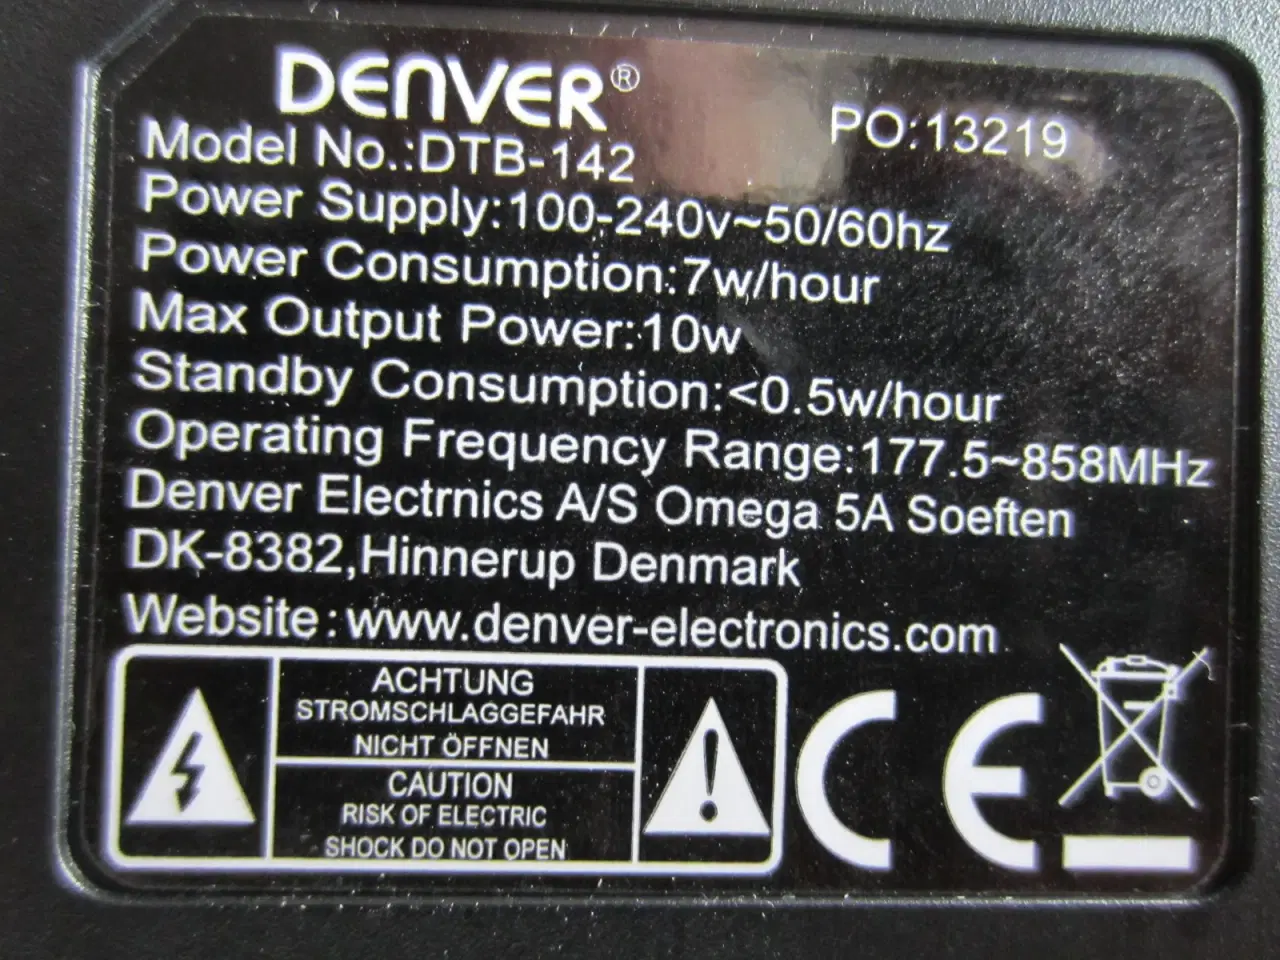 DENVER®
PO:13219
Model No.:DTB-142
Power Supply:100-240v~50/60hz
Power Consumption:7w/hour
Max Output Power:10w
Standby Consumption:<0.5w/hour
Operating Frequency Range:177.5~858MHz
Denver Electrnics A/S Omega 5A Soeften
DK-8382,Hinnerup Denmark
Website:www.denver-electronics.com
ACHTUNG
STROMSCHLAGGEFAHR
NICHT ÖFFNEN
CAUTION
RISK OF ELECTRIC
SHOCK DO NOT OPEN
CE